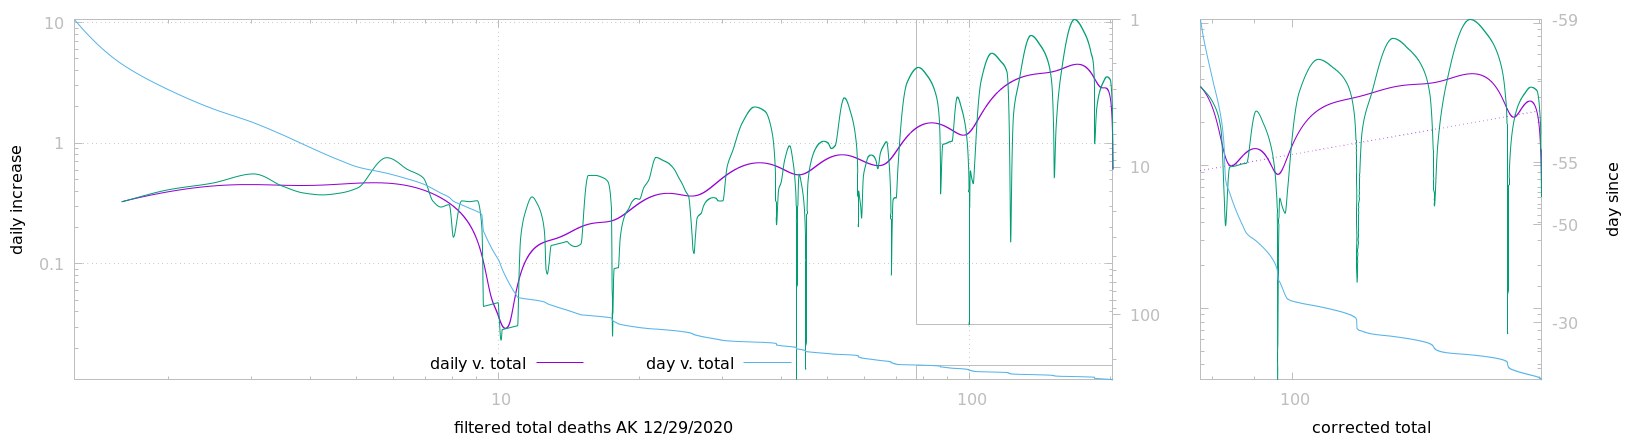 10
1
0.1
daily increase
daily v. total
day v. total
10
100
filtered total deaths AK 12/29/2020
1
10
100
100
corrected total
-59
-55
-50
-30
day since